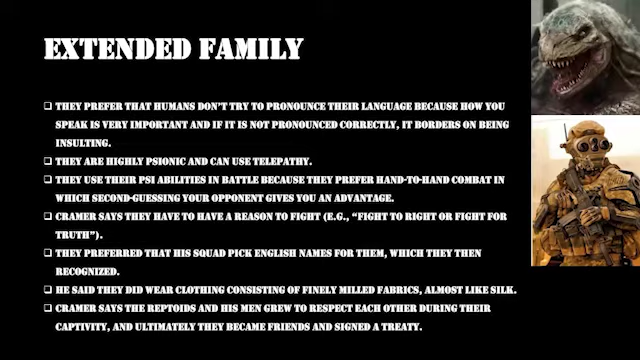 EXTENDED FAMILY
❑ THEY PREFER THAT HUMANS DON'T TRY TO PRONOUNCE THEIR LANGUAGE BECAUSE HOW YOU
SPEAK IS VERY IMPORTANT AND IF IT IS NOT PRONOUNCED CORRECTLY, IT BORDERS ON BEING
INSULTING.
❑ THEY ARE HIGHLY PSIONIC AND CAN USE TELEPATHY.
❑ THEY USE THEIR PSI ABILITIES IN BATTLE BECAUSE THEY PREFER HAND-TO-HAND COMBAT IN
WHICH SECOND-GUESSING YOUR OPPONENT GIVES YOU AN ADVANTAGE.
❑ CRAMER SAYS THEY HAVE TO HAVE A REASON TO FIGHT (E.G., "FIGHT TO RIGHT OR FIGHT FOR
TRUTH").
❑ THEY PREFERRED THAT HIS SQUAD PICK ENGLISH NAMES FOR THEM, WHICH THEY THEN
RECOGNIZED.
❑ HE SAID THEY DID WEAR CLOTHING CONSISTING OF FINELY MILLED FABRICS, ALMOST LIKE SILK.
❑ CRAMER SAYS THE REPTOIDS AND HIS MEN GREW TO RESPECT EACH OTHER DURING THEIR
CAPTIVITY, AND ULTIMATELY THEY BECAME FRIENDS AND SIGNED A TREATY.